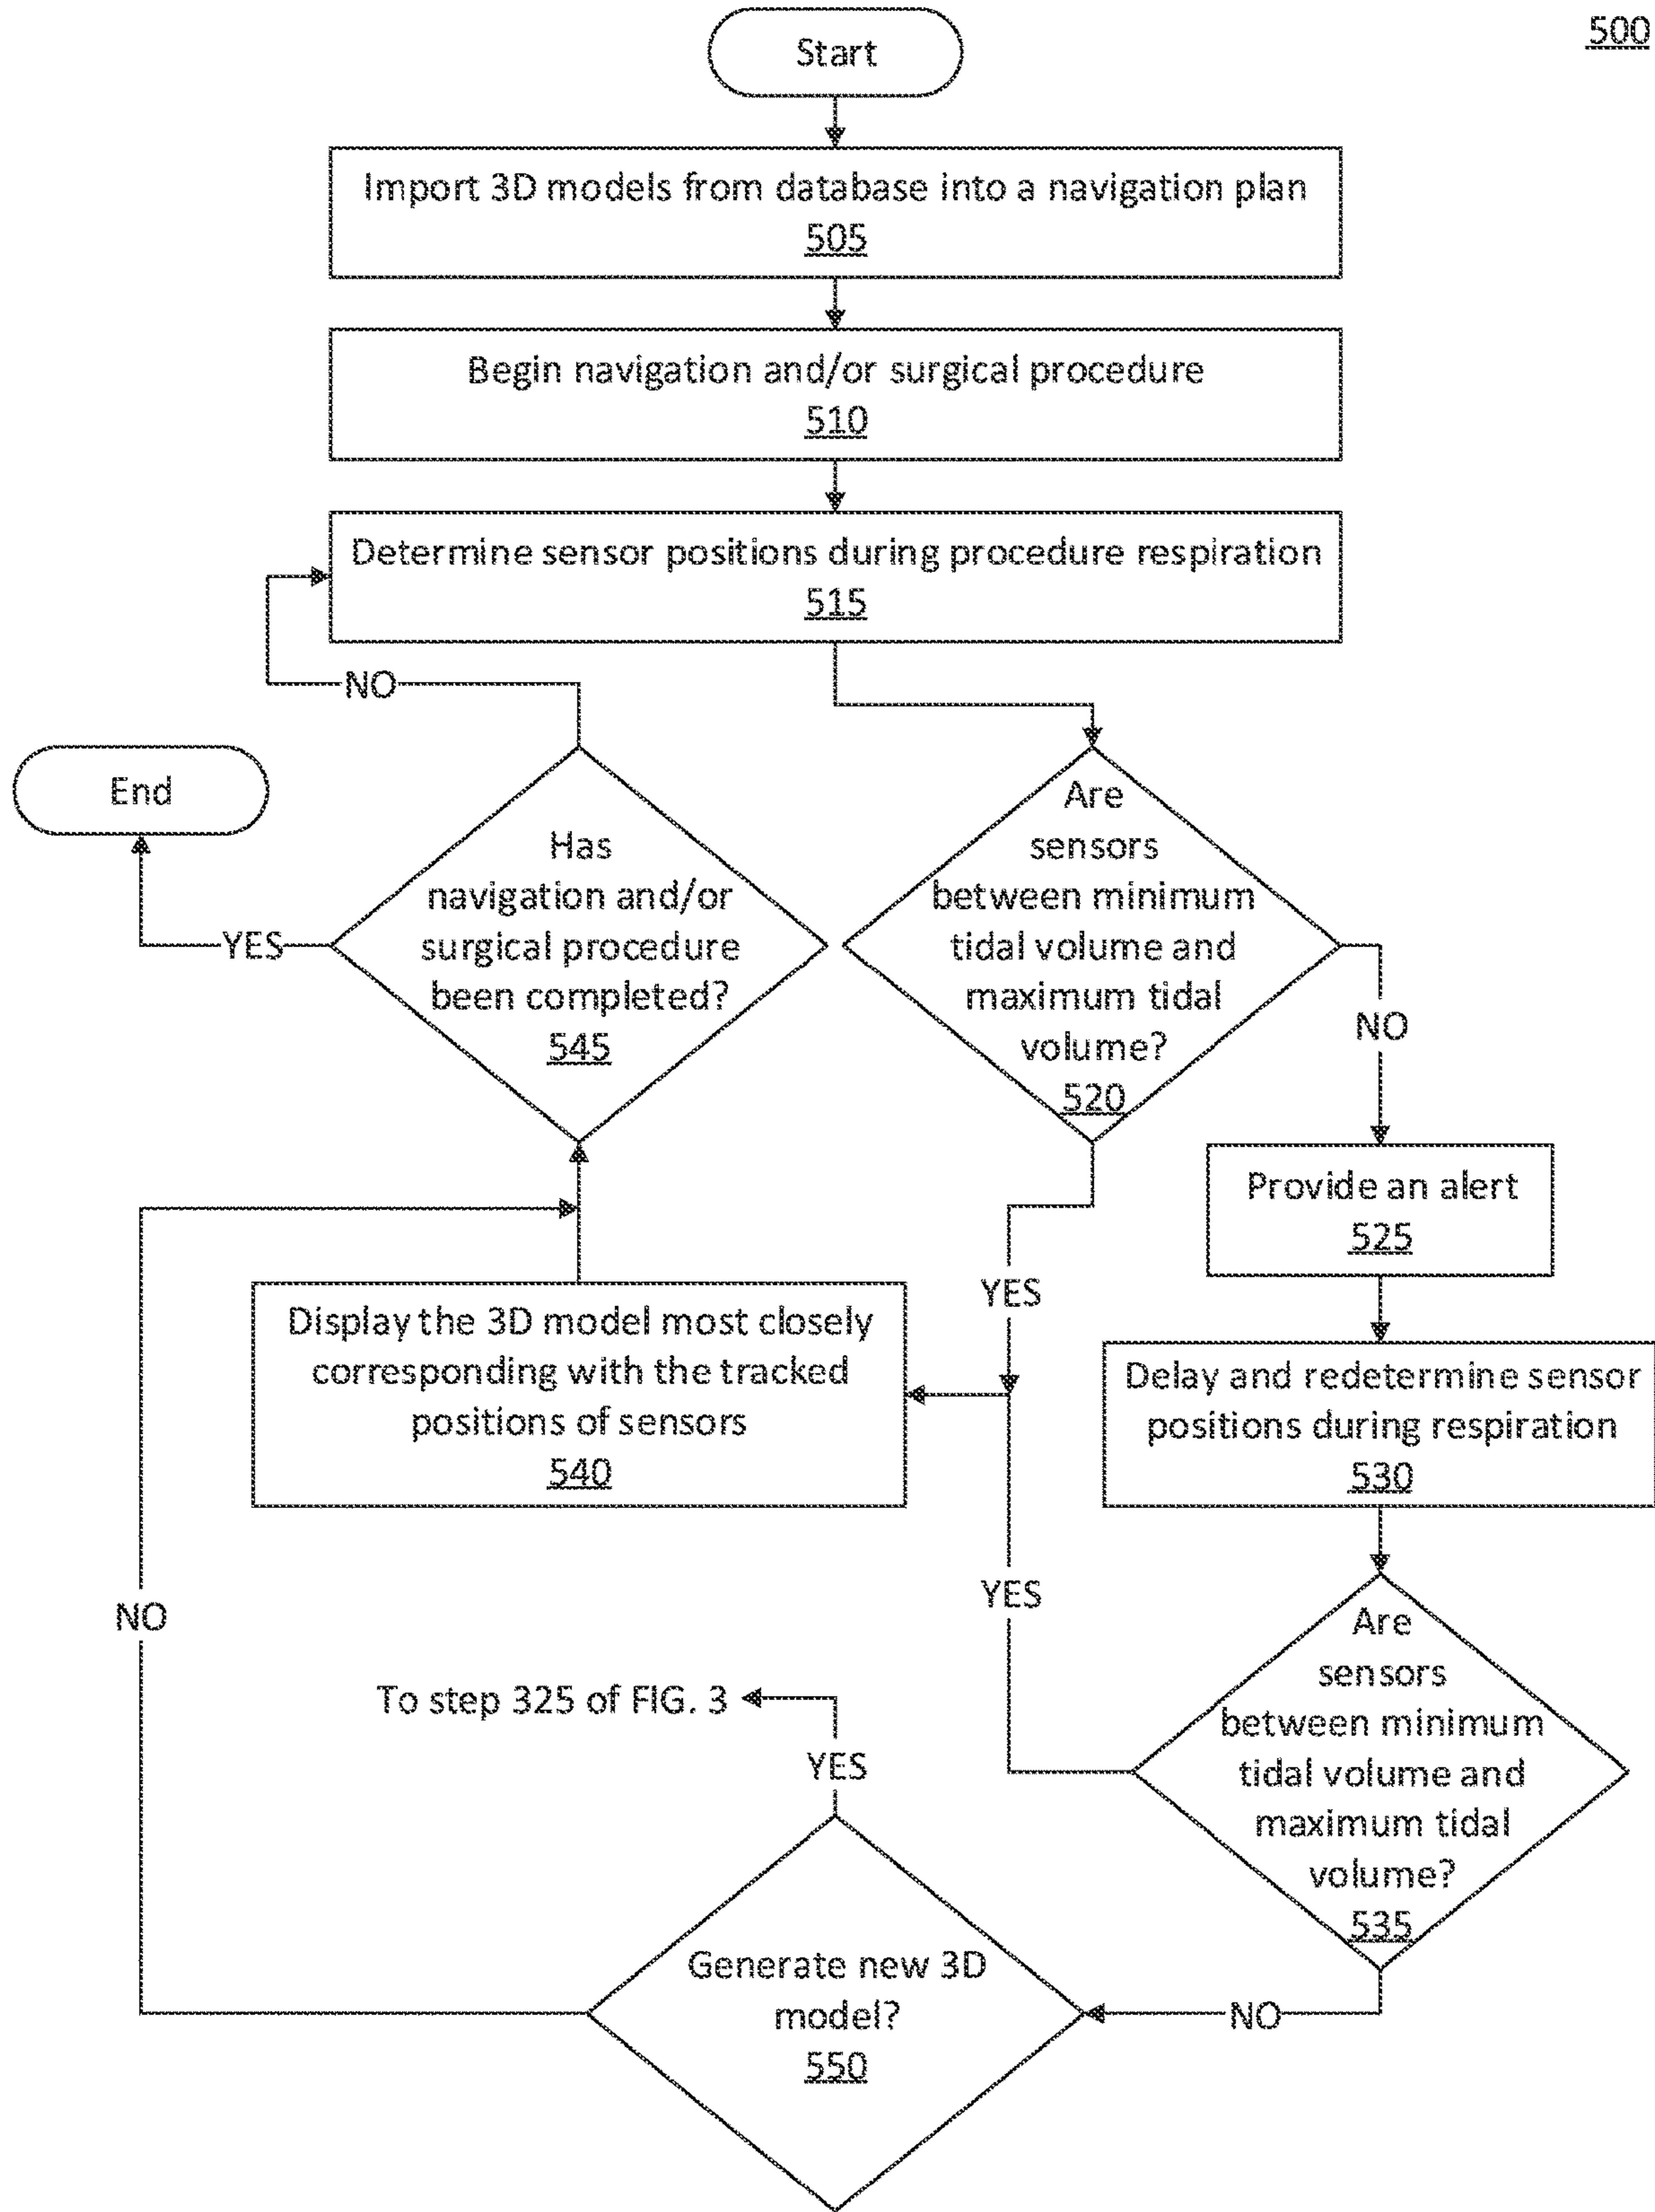 500
Start
Import 3D models from database into a navigation plan
505
Begin navigation and/or surgical procedure
510
Determine sensor positions during procedure respiration
515
NO
End
Has
navigation and/or
surgical procedure
been completed?
545
YES
Are
sensors
between minimum
tidal volume and
maximum tidal
volume?
520
NO
Provide an alert
525
YES
Display the 3D model most closely
corresponding with the tracked
positions of sensors
540
Delay and redetermine sensor
positions during respiration
530
YES
NO
Are
sensors
between minimum
tidal volume and
maximum tidal
volume?
535
To step 325 of FIG. 3
YES
Generate new 3D
model?
550
NO